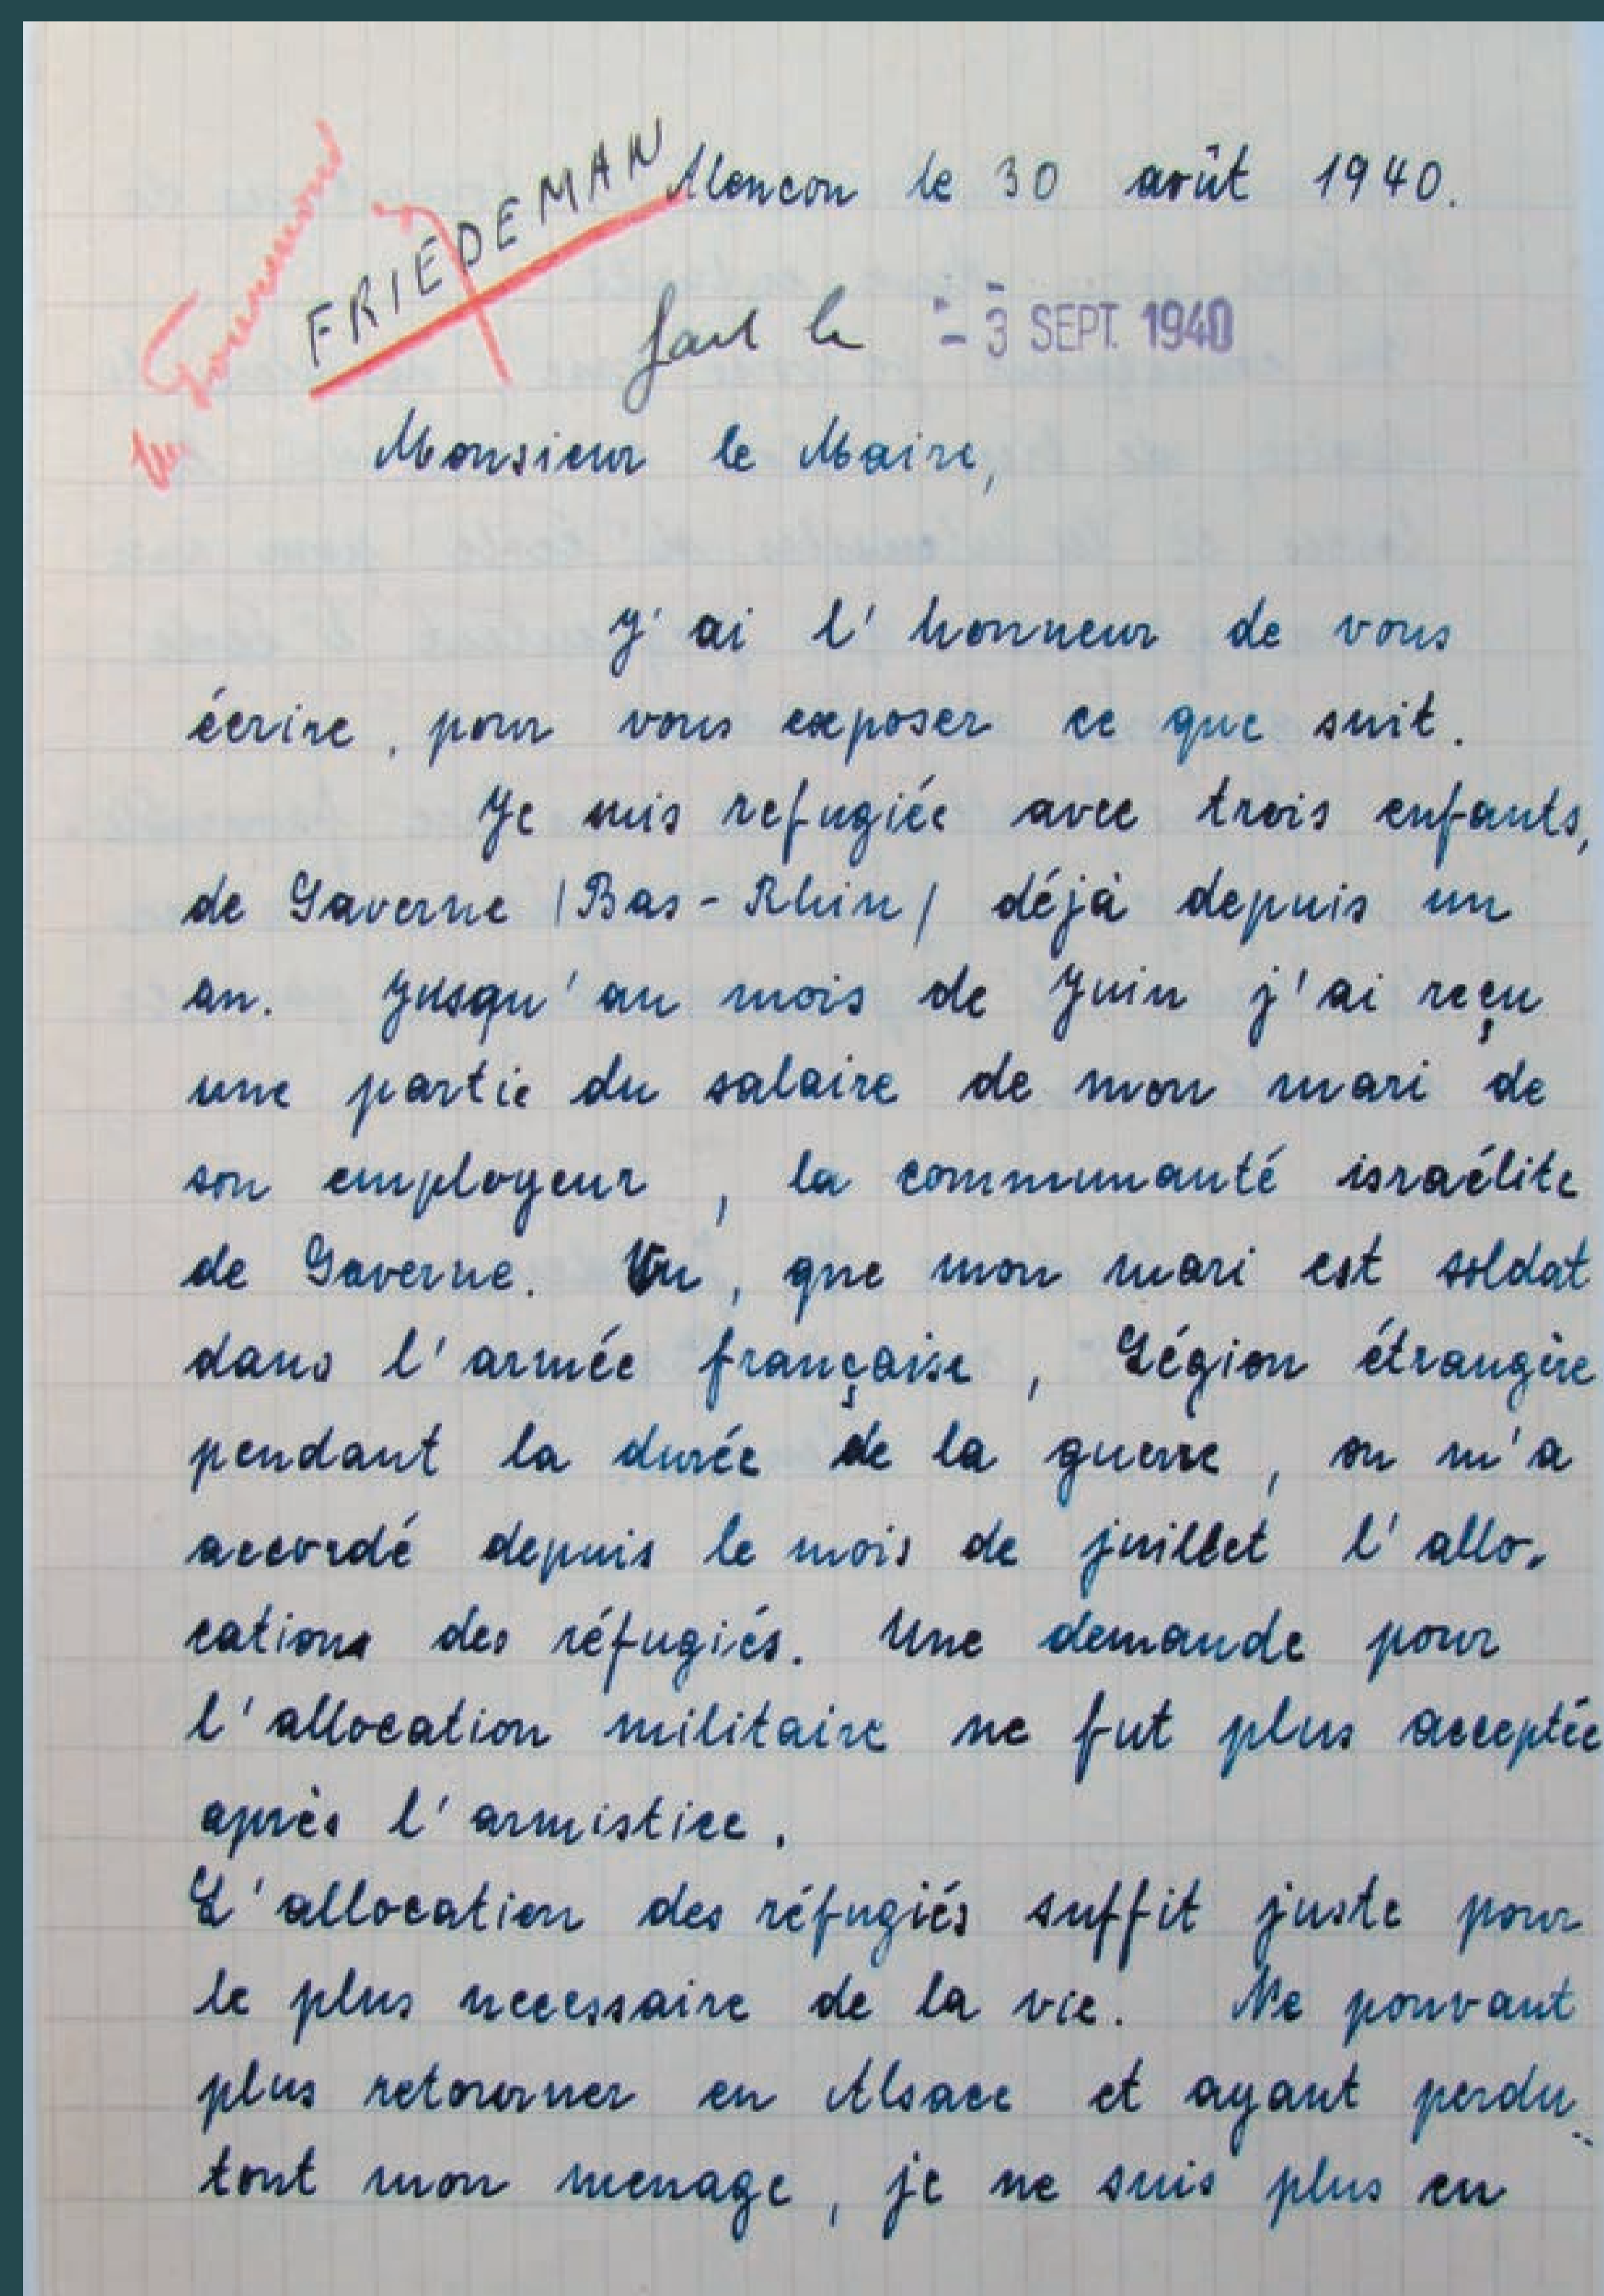 FRIEDEMAN
Alencon le 30 août 1940.
fait le - 3 SEPT. 1940
Monsieur le Maire,
J'ai l'honneur de vous
écrire, pour vous exposer ce que suit.
Je suis refugiée avec trois enfants,
de Saverne (Bas-Rhin) déjà depuis un
an. Jusqu'au mois de Juin j'ai reçu
une partie du salaire de mon mari de
son employeur, la communauté israélite
de Saverne. Vu, que mon mari est soldat
dans l'armée française, Légion étrangère
pendant la durée de la guerre, on m'a
accordé depuis le mois de juillet l'allo-
cations des réfugiés. Une demande pour
l'allocation militaire ne fut plus acceptée
après l'armistice.
L'allocation des réfugiés suffit juste pour
le plus necessaire de la vie. Ne pouvant
plus retourner en Alsace et ayant perdu
tout mon menage, je ne suis plus en